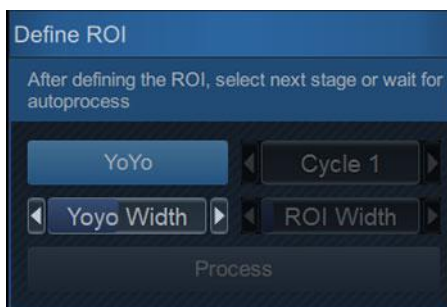 Define ROI
After defining the ROI, select next stage or wait for
autoprocess
YoYo
Cycle 1
Yoyo Width
ROI Width
Process